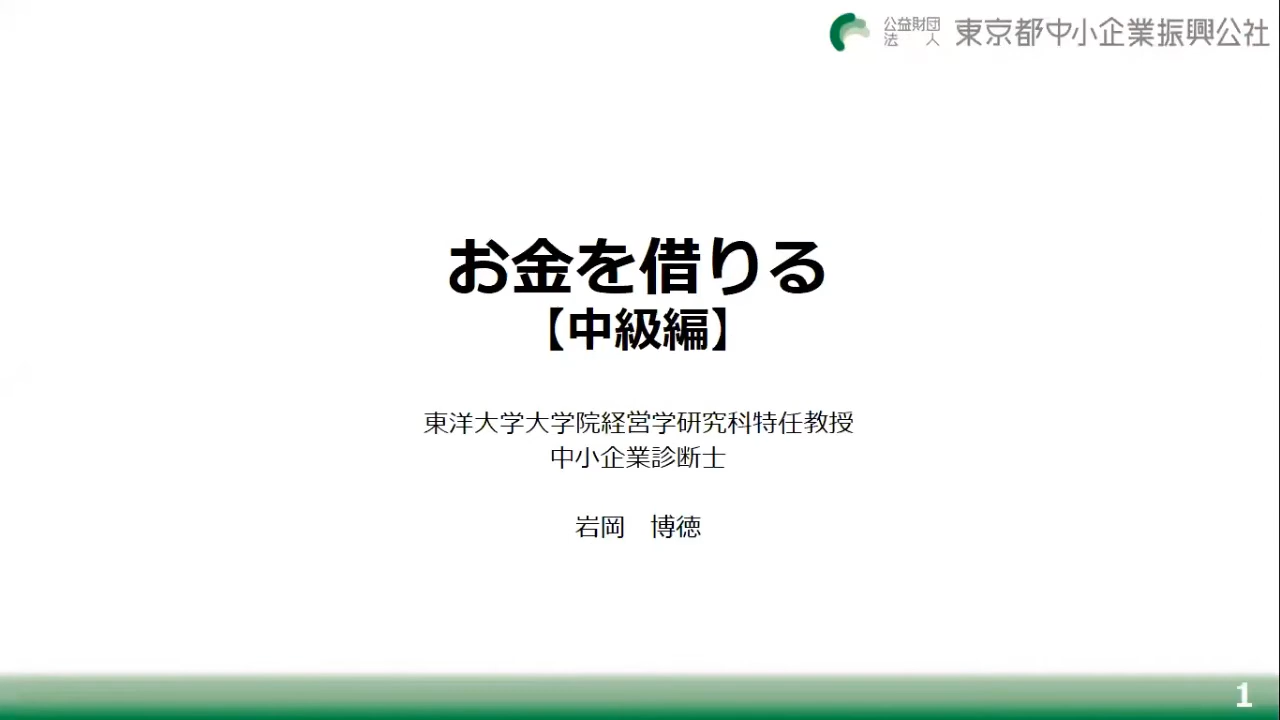 公益財団
法　人
東京都中小企業振興公社
お金を借りる
【中級編】
東洋大学大学院経営学研究科特任教授
中小企業診断士
岩岡　博徳
1